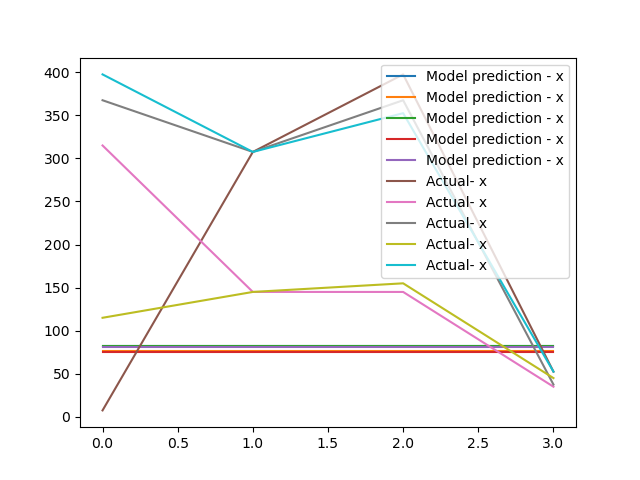 400
350
300
250
200
150
100
50
0
0.0 0.5 1.0 1.5 2.0 2.5 3.0
Model prediction - x
Model prediction - x
Model prediction - x
Model prediction - x
Model prediction - x
Actual- x
Actual- x
Actual- x
Actual- x
Actual- x